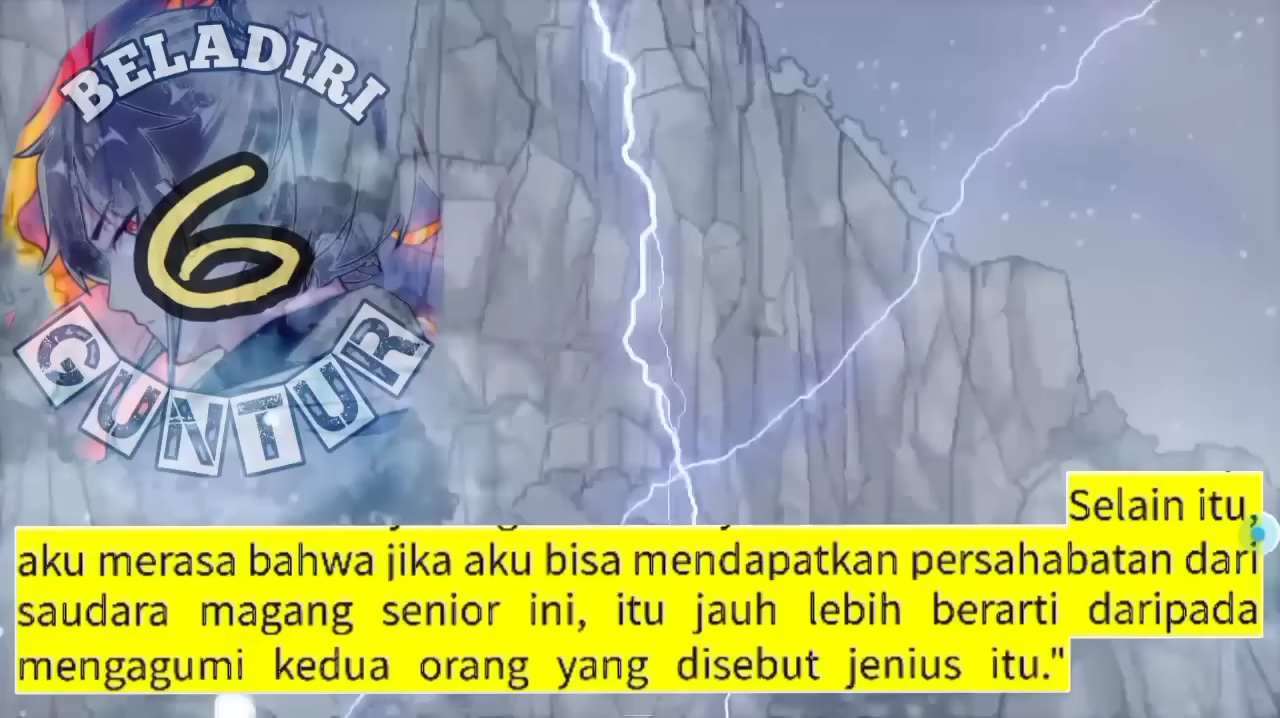 BELADIRI
6
GUNTUR
Selain itu,
aku merasa bahwa jika aku bisa mendapatkan persahabatan dari
saudara magang senior ini, itu jauh lebih berarti daripada
mengagumi kedua orang yang disebut jenius itu."